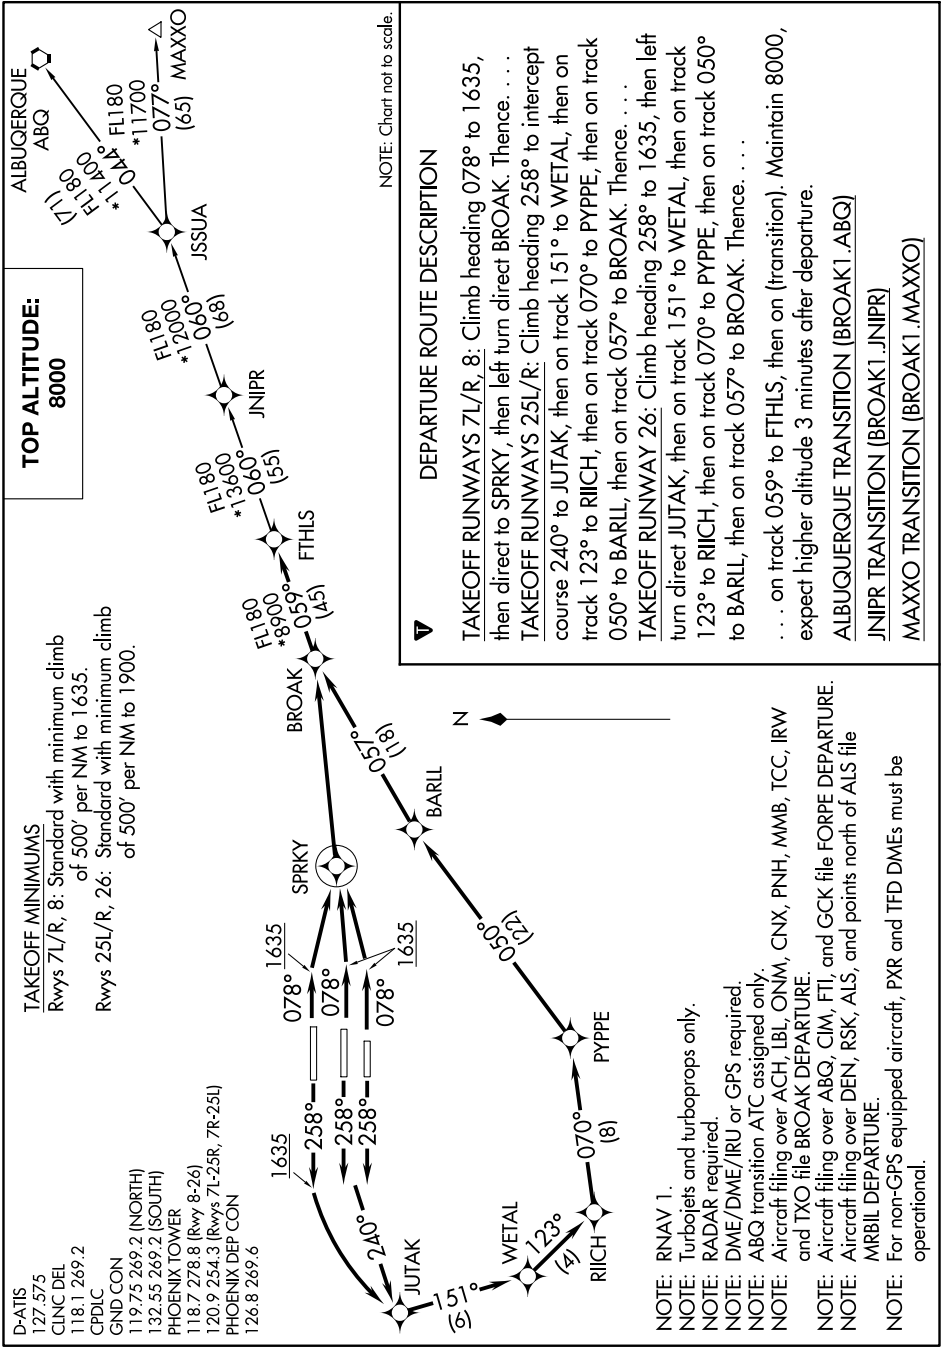 D-ATIS
127.575
CLNC DEL
118.1 269.2
CPDLC
GND CON
119.75 269.2 (NORTH)
132.55 269.2 (SOUTH)
PHOENIX TOWER
118.7 278.8 (Rwy 8-26)
120.9 254.3 (Rwys 7L-25R, 7R-25L)
PHOENIX DEP CON
126.8 269.6
TAKEOFF MINIMUMS
Rwys 7L/R, 8: Standard with minimum climb
of 500' per NM to 1635.
Rwys 25L/R, 26: Standard with minimum climb
of 500' per NM to 1900.
TOP ALTITUDE:
8000
ALBUQUERQUE
ABQ
(71)
FL180
*11400
044°
FL180
*11700
077°
(65)
MAXXO
JSSUA
FL180
*12000
060°
(68)
JNIPR
FL180
*13600
060°
(55)
FTHLS
FL180
*8900
059°
(45)
BROAK
SPRKY
1635
078°
078°
078°
1635
1635
258°
258°
258°
240°
JUTAK
151°
(6)
WETAL
123°
(4)
RIICH
070°
(8)
PYPPE
050°
(22)
BARLL
057°
(18)
N
NOTE: Chart not to scale.
NOTE: RNAV 1.
NOTE: Turbojets and turboprops only.
NOTE: RADAR required.
NOTE: DME/DME/IRU or GPS required.
NOTE: ABQ transition ATC assigned only.
NOTE: Aircraft filing over ACH, LBL, ONM, CNX, PNH, MMB, TCC, IRW
and TXO file BROAK DEPARTURE.
NOTE: Aircraft filing over ABQ, CIM, FTI, and GCK file FORPE DEPARTURE.
NOTE: Aircraft filing over DEN, RSK, ALS, and points north of ALS file
MRBIL DEPARTURE.
NOTE: For non-GPS equipped aircraft, PXR and TFD DMEs must be
operational.
T
DEPARTURE ROUTE DESCRIPTION
TAKEOFF RUNWAYS 7L/R, 8: Climb heading 078° to 1635,
then direct to SPRKY, then left turn direct BROAK. Thence. . . .
TAKEOFF RUNWAYS 25L/R: Climb heading 258° to intercept
course 240° to JUTAK, then on track 151° to WETAL, then on
track 123° to RIICH, then on track 070° to PYPPE, then on track
050° to BARLL, then on track 057° to BROAK. Thence. . . .
TAKEOFF RUNWAY 26: Climb heading 258° to 1635, then left
turn direct JUTAK, then on track 151° to WETAL, then on track
123° to RIICH, then on track 070° to PYPPE, then on track 050°
to BARLL, then on track 057° to BROAK. Thence. . . .
. . . on track 059° to FTHLS, then on (transition). Maintain 8000,
expect higher altitude 3 minutes after departure.
ALBUQUERQUE TRANSITION (BROAK1.ABQ)
JNIPR TRANSITION (BROAK1.JNIPR)
MAXXO TRANSITION (BROAK1.MAXXO)